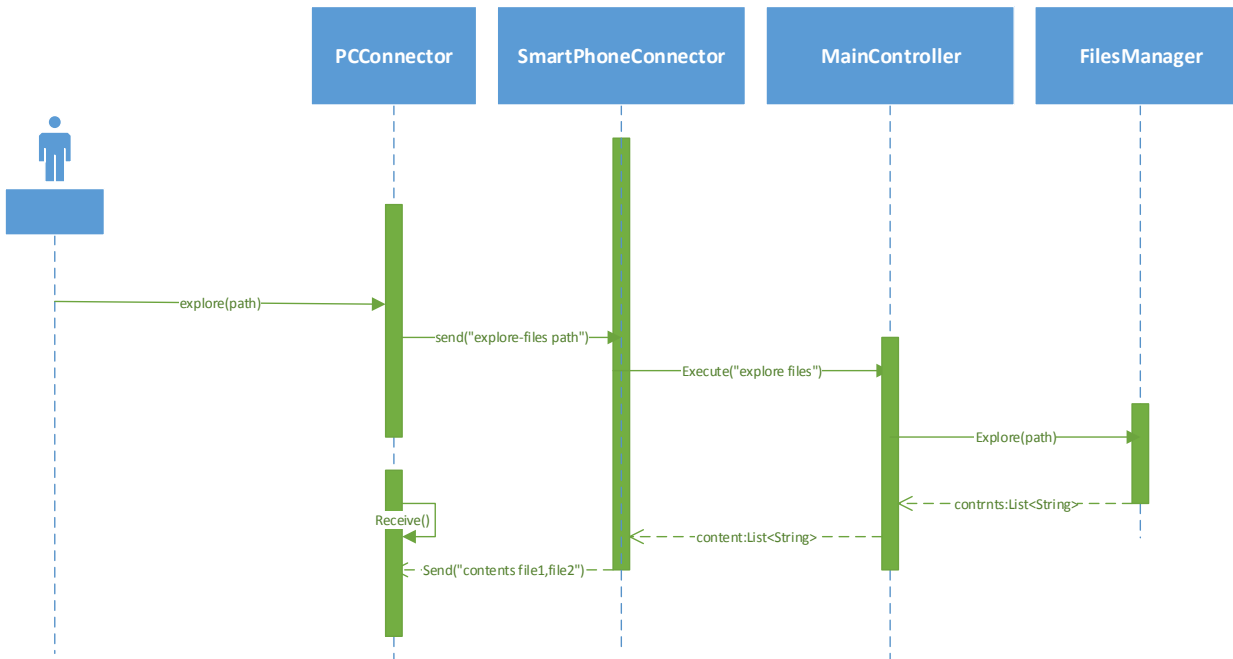 PCConnector
SmartPhoneConnector
MainController
FilesManager
explore(path)
send("explore-files path")
Execute("explore files")
Explore(path)
contrnts:List<String>
Receive()
content:List<String>
Send("contents file1,file2")